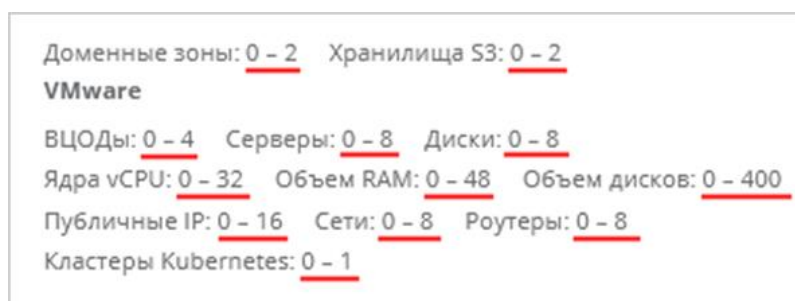 Доменные зоны: 0 – 2 Хранилища S3: 0 – 2
VMware
ВЦОДы: 0 – 4 Серверы: 0 – 8 Диски: 0 – 8
Ядра vCPU: 0 – 32 Объем RAM: 0 – 48 Объем дисков: 0 – 400
Публичные IP: 0 – 16 Сети: 0 – 8 Роутеры: 0 – 8
Кластеры Kubernetes: 0 – 1